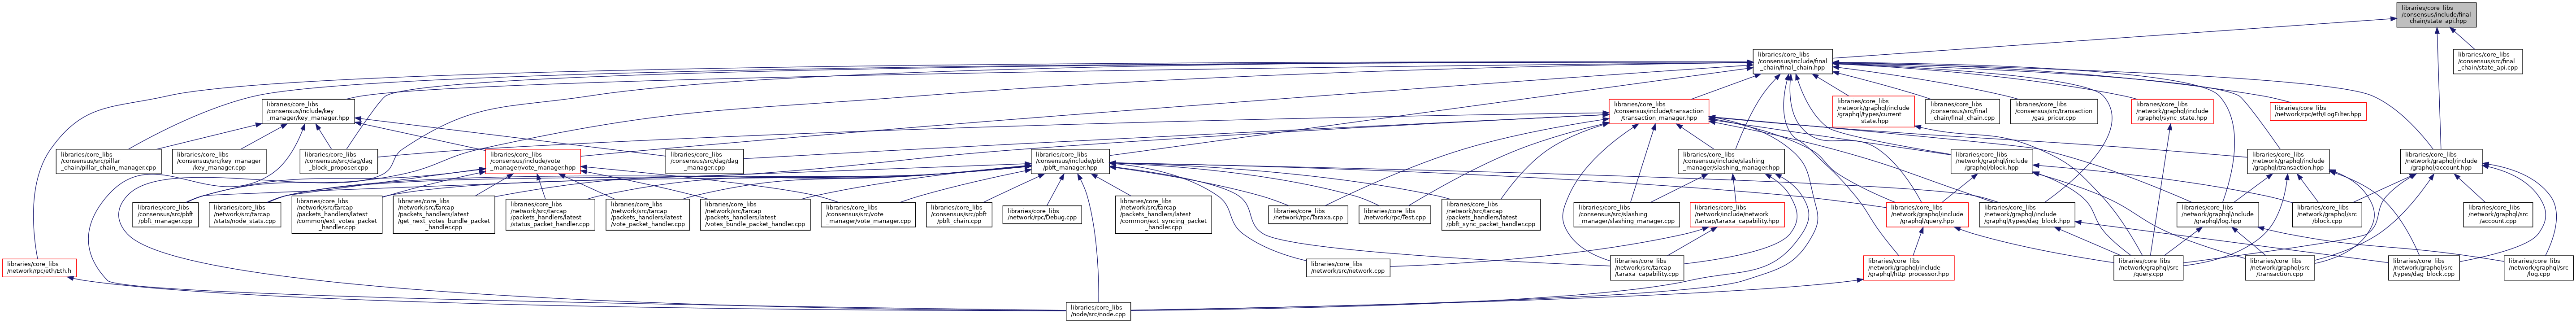 libraries/core_libs
/consensus/include/final
_chain/state_api.hpp
libraries/core_libs
/consensus/include/final
_chain/final_chain.hpp
libraries/core_libs
/consensus/src/final
_chain/state_api.cpp
libraries/core_libs
/consensus/include/key
_manager/key_manager.hpp
libraries/core_libs
/consensus/include/transaction
_manager/transaction_manager.hpp
libraries/core_libs
/network/graphql/include
/graphql/types/current
_state.hpp
libraries/core_libs
/consensus/src/final
_chain/final_chain.cpp
libraries/core_libs
/consensus/src/transaction
/gas_pricer.cpp
libraries/core_libs
/network/graphql/include
/graphql/sync_state.hpp
libraries/core_libs
/network/rpc/eth/LogFilter.hpp
libraries/core_libs
/consensus/src/pillar
_chain/pillar_chain_manager.cpp
libraries/core_libs
/consensus/src/key_manager
/key_manager.cpp
libraries/core_libs
/consensus/src/dag/dag
_block_proposer.cpp
libraries/core_libs
/consensus/include/vote
_manager/vote_manager.hpp
libraries/core_libs
/consensus/src/dag/dag
_manager.cpp
libraries/core_libs
/consensus/include/pbft
/pbft_manager.hpp
libraries/core_libs
/consensus/include/slashing
_manager/slashing_manager.hpp
libraries/core_libs
/network/graphql/include
/graphql/block.hpp
libraries/core_libs
/network/graphql/include
/graphql/transaction.hpp
libraries/core_libs
/network/graphql/include
/graphql/account.hpp
libraries/core_libs
/consensus/src/pbft
/pbft_manager.cpp
libraries/core_libs
/network/src/tarcap
/stats/node_stats.cpp
libraries/core_libs
/network/src/tarcap
/packets_handlers/latest
/common/ext_votes_packet
_handler.cpp
libraries/core_libs
/network/src/tarcap
/packets_handlers/latest
/get_next_votes_bundle_packet
_handler.cpp
libraries/core_libs
/network/src/tarcap
/packets_handlers/latest
/status_packet_handler.cpp
libraries/core_libs
/network/src/tarcap
/packets_handlers/latest
/vote_packet_handler.cpp
libraries/core_libs
/network/src/tarcap
/packets_handlers/latest
/votes_bundle_packet_handler.cpp
libraries/core_libs
/consensus/src/vote
_manager/vote_manager.cpp
libraries/core_libs
/consensus/src/pbft
/pbft_chain.cpp
libraries/core_libs
/network/rpc/Debug.cpp
libraries/core_libs
/network/src/tarcap
/packets_handlers/latest
/common/ext_syncing_packet
_handler.cpp
libraries/core_libs
/network/rpc/Taraxa.cpp
libraries/core_libs
/network/rpc/Test.cpp
libraries/core_libs
/network/src/tarcap
/packets_handlers/latest
/pbft_sync_packet_handler.cpp
libraries/core_libs
/consensus/src/slashing
_manager/slashing_manager.cpp
libraries/core_libs
/network/include/network
/tarcap/taraxa_capability.hpp
libraries/core_libs
/network/graphql/include
/graphql/query.hpp
libraries/core_libs
/network/graphql/include
/graphql/types/dag_block.hpp
libraries/core_libs
/network/graphql/include
/graphql/log.hpp
libraries/core_libs
/network/graphql/src
/block.cpp
libraries/core_libs
/network/graphql/src
/account.cpp
libraries/core_libs
/network/rpc/eth/Eth.h
libraries/core_libs
/network/src/network.cpp
libraries/core_libs
/network/src/tarcap
/taraxa_capability.cpp
libraries/core_libs
/network/graphql/include
/graphql/http_processor.hpp
libraries/core_libs
/network/graphql/src
/query.cpp
libraries/core_libs
/network/graphql/src
/transaction.cpp
libraries/core_libs
/network/graphql/src
/types/dag_block.cpp
libraries/core_libs
/network/graphql/src
/log.cpp
libraries/core_libs
/node/src/node.cpp